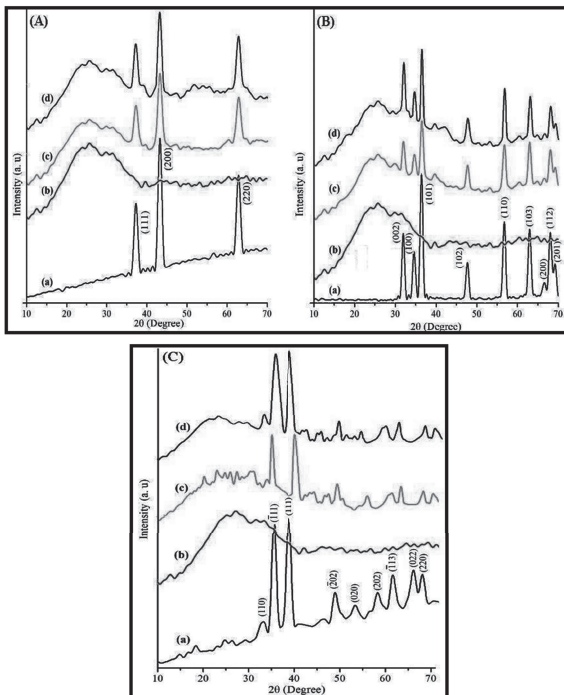 (A)
Intensity (a. u)
(d)
(c)
(b)
(a)
(111)
(200)
(220)
10 20 30 40 50 60 70
2θ (Degree)
(B)
Intensity (a. u)
(d)
(c)
(b)
(a)
(002)
(100)
(101)
(102)
(110)
(103)
(200)
(112)
(201)
10 20 30 40 50 60 70
2θ (Degree)
(C)
Intensity (a. u)
(d)
(c)
(b)
(a)
(110)
(1̅11)
(111)
(2̅02)
(020)
(202)
(1̅13)
(022)
(220)
10 20 30 40 50 60 70
2θ (Degree)